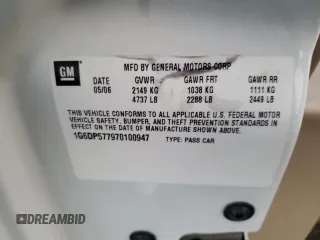 GM
MFD BY GENERAL MOTORS CORP
DATE GVWR GAWR FRT GAWR RR
05/06 2149 KG 1038 KG 1111 KG
4737 LB 2288 LB 2449 LB
THIS VEHICLE CONFORMS TO ALL APPLICABLE U.S. FEDERAL MOTOR
VEHICLE SAFETY, BUMPER, AND THEFT PREVENTION STANDARDS IN
EFFECT ON THE DATE OF MANUFACTURE SHOWN ABOVE.
1G6DP577970100947 TYPE: PASS CAR
DREAMBID